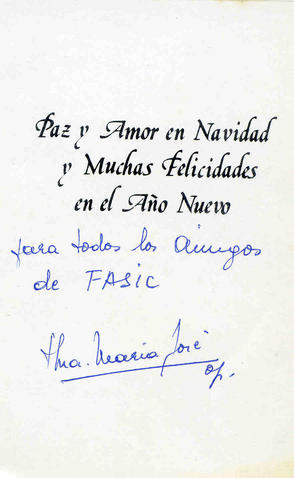 Paz y Amor en Navidad
y Muchas Felicidades
en el Año Nuevo
para todos los Amigos
de FASIC
Hna. María José
op.